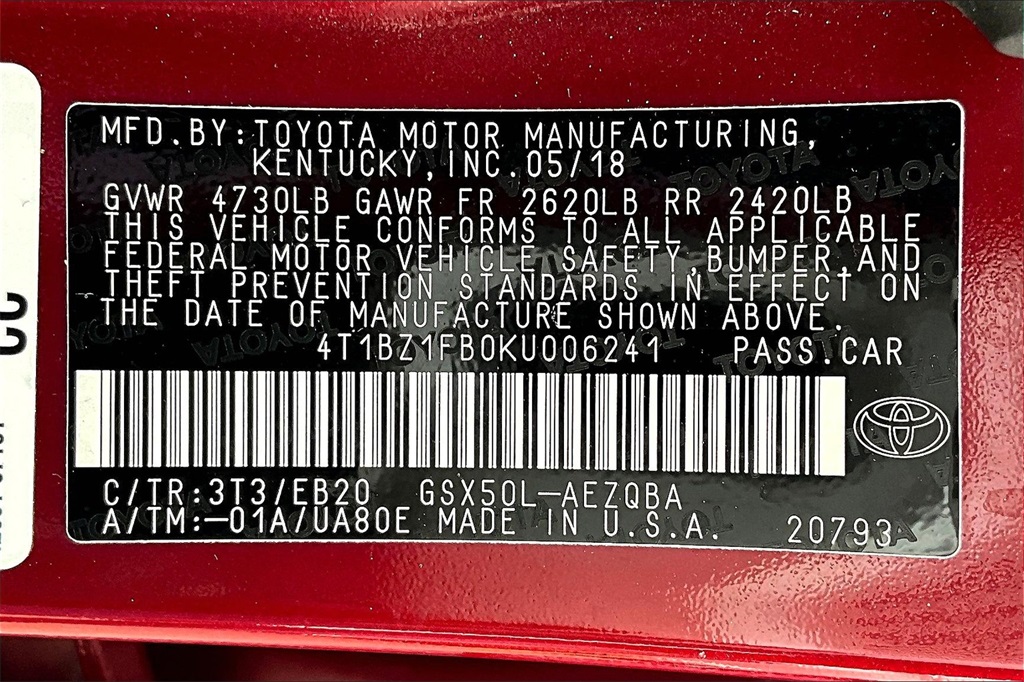 MFD.BY:TOYOTA MOTOR MANUFACTURING,
KENTUCKY, INC. 05/18
GVWR 4730LB GAWR FR 2620LB RR 2420LB
THIS VEHICLE CONFORMS TO ALL APPLICABLE
FEDERAL MOTOR VEHICLE SAFETY,BUMPER,AND
THEFT PREVENTION STANDARDS IN EFFECT ON
THE DATE OF MANUFACTURE SHOWN ABOVE.
4T1BZ1FB0KU006241 PASS.CAR
C/TR:3T3/EB20 GSX50L-AEZQBA
A/TM:-01A/UA80E MADE IN U.S.A. 20793